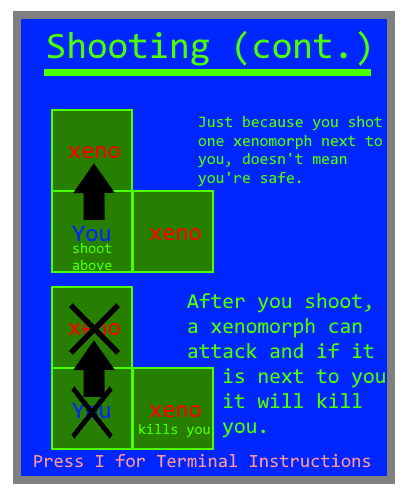 Shooting (cont.)
Just because you shot
one xenomorph next to
you, doesn't mean
you're safe.
xeno
You
shoot
above
xeno
After you shoot,
a xenomorph can
attack and if it
is next to you
it will kill
you.
xeno
You
xeno
kills you
Press I for Terminal Instructions